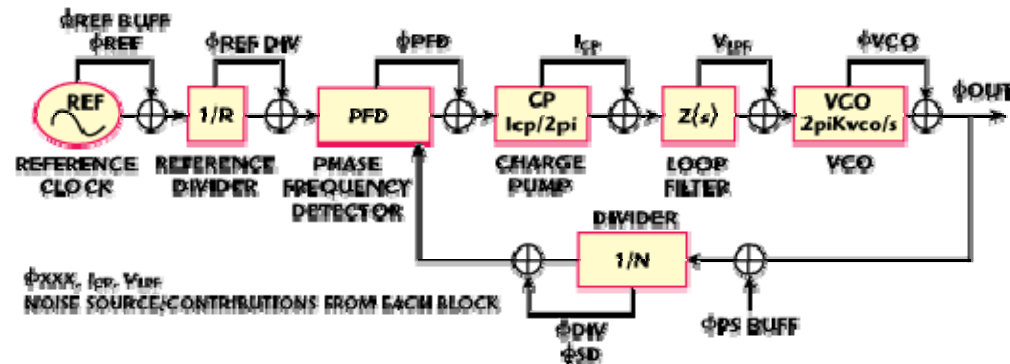 ϕREF BUFF
ϕREF
ϕREF DIV
ϕPFD
ICP
VLPF
ϕVCO
ϕOUT
REF
1/R
PFD
CP
Icp/2pi
Z(s)
VCO
2piKvco/s
REFERENCE
CLOCK
REFERENCE
DIVIDER
PHASE
FREQUENCY
DETECTOR
CHARGE
PUMP
LOOP
FILTER
VCO
DIVIDER
1/N
ϕXXX, ICP, VLPF
NOISE SOURCE/CONTRIBUTIONS FROM EACH BLOCK
ϕDIV
ϕSD
ϕPS BUFF